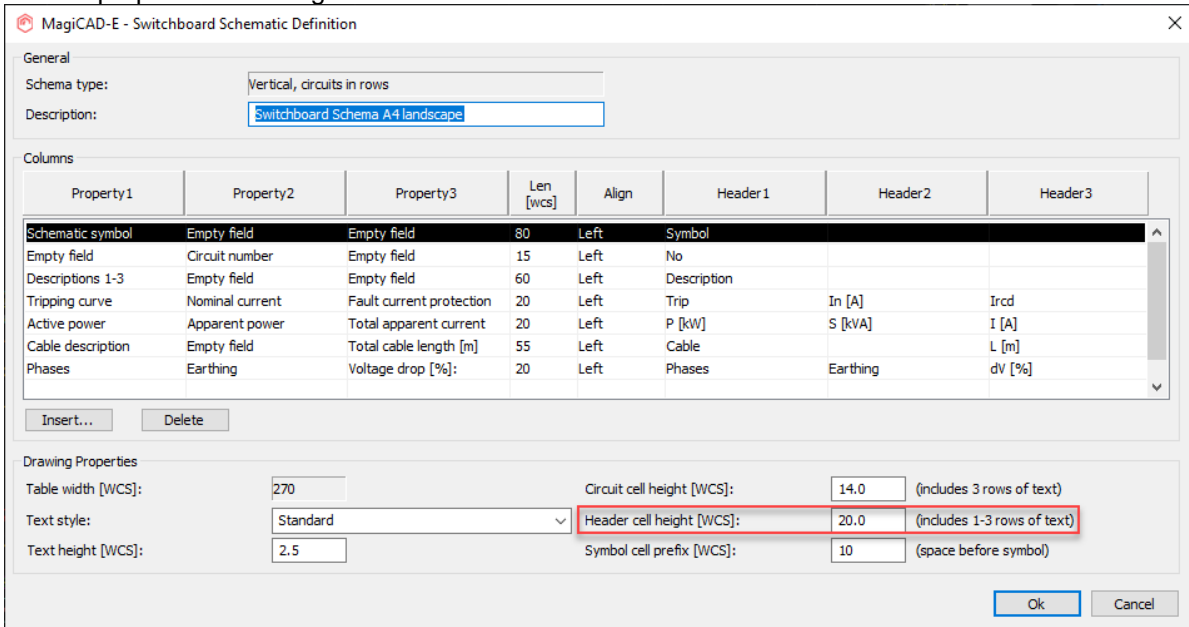 MagiCAD-E - Switchboard Schematic Definition
General
Schema type: Vertical, circuits in rows
Description: Switchboard Schema A4 landscape
Columns
Property1 Property2 Property3 Len [wcs] Align Header1 Header2 Header3
Schematic symbol Empty field Empty field 80 Left Symbol
Empty field Circuit number Empty field 15 Left No
Descriptions 1-3 Empty field Empty field 60 Left Description
Tripping curve Nominal current Fault current protection 20 Left Trip In [A] Ircd
Active power Apparent power Total apparent current 20 Left P [kW] S [kVA] I [A]
Cable description Empty field Total cable length [m] 55 Left Cable L [m]
Phases Earthing Voltage drop [%]: 20 Left Phases Earthing dV [%]
Insert... Delete
Drawing Properties
Table width [WCS]: 270 Circuit cell height [WCS]: 14.0 (includes 3 rows of text)
Text style: Standard Header cell height [WCS]: 20.0 (includes 1-3 rows of text)
Text height [WCS]: 2.5 Symbol cell prefix [WCS]: 10 (space before symbol)
Ok Cancel